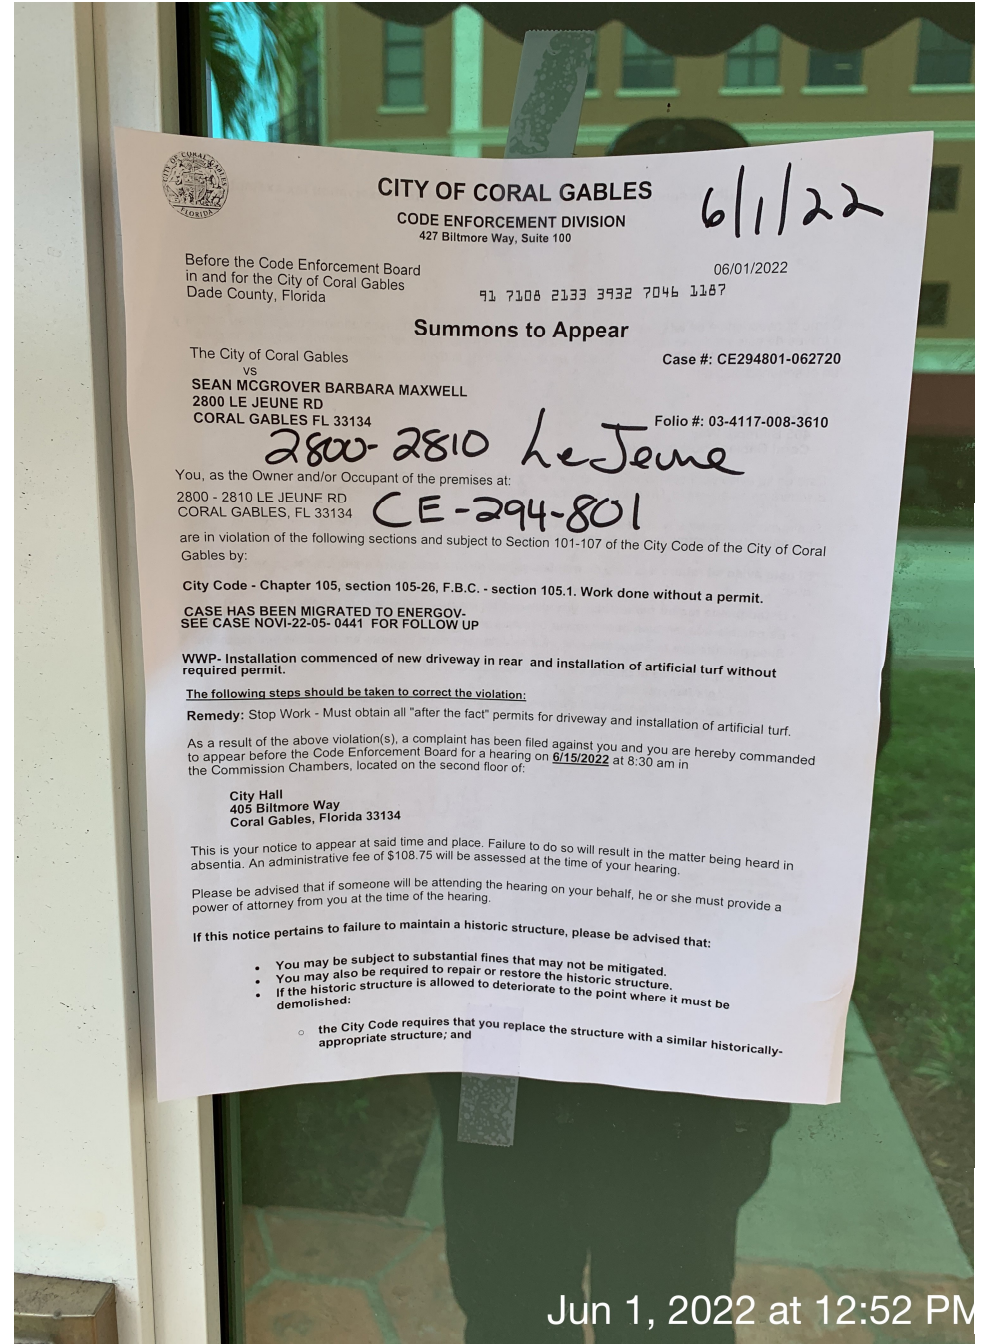 CITY OF CORAL GABLES
FLORIDA
CITY OF CORAL GABLES
CODE ENFORCEMENT DIVISION
427 Biltmore Way, Suite 100
6/1/22
Before the Code Enforcement Board
in and for the City of Coral Gables
Dade County, Florida
06/01/2022
91 7108 2133 3932 7046 1187
Summons to Appear
The City of Coral Gables
vs
Case #: CE294801-062720
SEAN MCGROVER BARBARA MAXWELL
2800 LE JEUNE RD
CORAL GABLES FL 33134
Folio #: 03-4117-008-3610
2800-2810 LeJeune
You, as the Owner and/or Occupant of the premises at:
2800 - 2810 LE JEUNE RD
CORAL GABLES, FL 33134
CE-294-801
are in violation of the following sections and subject to Section 101-107 of the City Code of the City of Coral
Gables by:
City Code - Chapter 105, section 105-26, F.B.C. - section 105.1. Work done without a permit.
CASE HAS BEEN MIGRATED TO ENERGOV-
SEE CASE NOVI-22-05- 0441 FOR FOLLOW UP
WWP- Installation commenced of new driveway in rear and installation of artificial turf without
required permit.
The following steps should be taken to correct the violation:
Remedy: Stop Work - Must obtain all "after the fact" permits for driveway and installation of artificial turf.
As a result of the above violation(s), a complaint has been filed against you and you are hereby commanded
to appear before the Code Enforcement Board for a hearing on 6/15/2022 at 8:30 am in
the Commission Chambers, located on the second floor of:
City Hall
405 Biltmore Way
Coral Gables, Florida 33134
This is your notice to appear at said time and place. Failure to do so will result in the matter being heard in
absentia. An administrative fee of $108.75 will be assessed at the time of your hearing.
Please be advised that if someone will be attending the hearing on your behalf, he or she must provide a
power of attorney from you at the time of the hearing.
If this notice pertains to failure to maintain a historic structure, please be advised that:
• You may be subject to substantial fines that may not be mitigated.
• You may also be required to repair or restore the historic structure.
• If the historic structure is allowed to deteriorate to the point where it must be
demolished:
○ the City Code requires that you replace the structure with a similar historically-
appropriate structure; and
Jun 1, 2022 at 12:52 PM